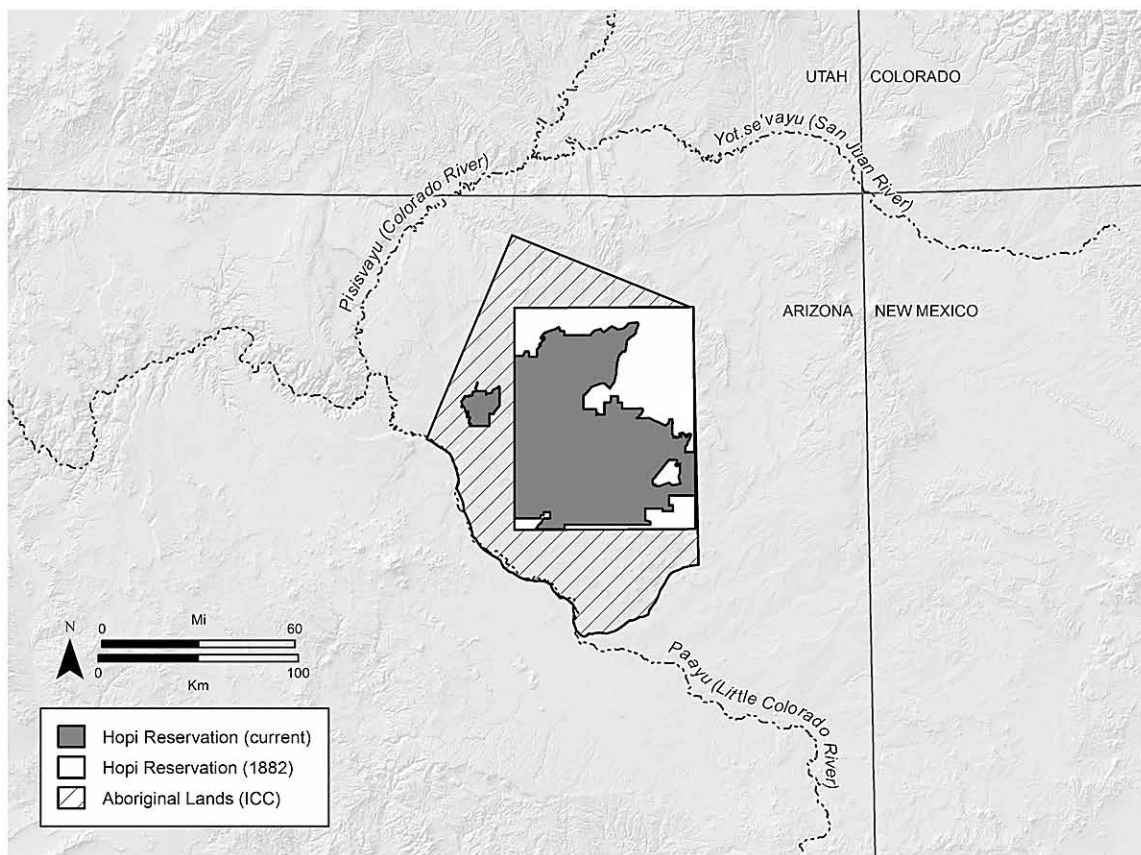 UTAH COLORADO
Yot.se'vayu (San Juan River)
Pisisvayu (Colorado River)
ARIZONA NEW MEXICO
N
0 Mi 60
0 Km 100
Paayu (Little Colorado River)
Hopi Reservation (current)
Hopi Reservation (1882)
Aboriginal Lands (ICC)